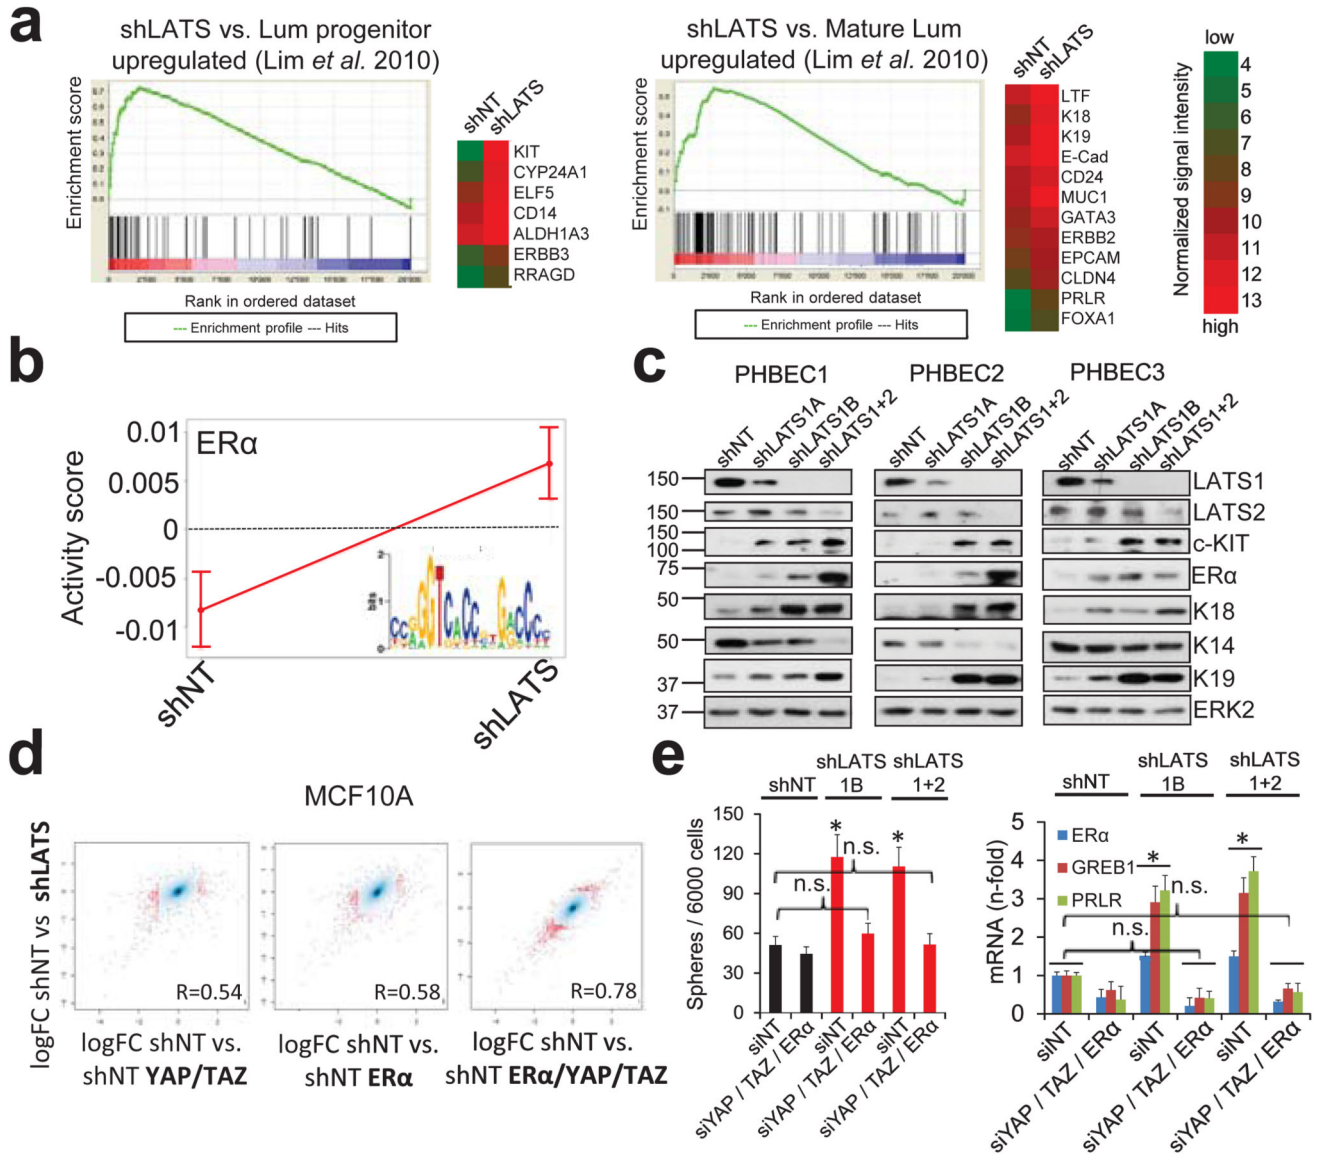 a
shLATS vs. Lum progenitor
upregulated (Lim et al. 2010)
Enrichment score
shNT
shLATS
KIT
CYP24A1
ELF5
CD14
ALDH1A3
ERBB3
RRAGD
Rank in ordered dataset
Enrichment profile
Hits
shLATS vs. Mature Lum
upregulated (Lim et al. 2010)
Enrichment score
shNT
shLATS
LTF
K18
K19
E-Cad
CD24
MUC1
GATA3
ERBB2
EPCAM
CLDN4
PRLR
FOXA1
Rank in ordered dataset
Enrichment profile
Hits
Normalized signal intensity
low
4
5
6
7
8
9
10
11
12
13
high
b
Activity score
0.01
0.005
0
-0.005
-0.01
ERα
bits
2
1
0
shNT
shLATS
c
PHBEC1
PHBEC2
PHBEC3
shNT
shLATS1A
shLATS1B
shLATS1+2
shNT
shLATS1A
shLATS1B
shLATS1+2
shNT
shLATS1A
shLATS1B
shLATS1+2
150
LATS1
150
LATS2
150
100
c-KIT
75
ERα
50
K18
50
K14
37
K19
37
ERK2
d
MCF10A
logFC shNT vs shLATS
R=0.54
R=0.58
R=0.78
logFC shNT vs.
shNT YAP/TAZ
logFC shNT vs.
shNT ERα
logFC shNT vs.
shNT ERα/YAP/TAZ
e
shNT
shLATS
1B
shLATS
1+2
Spheres / 6000 cells
150
120
90
60
30
0
*
*
n.s.
n.s.
siNT
siYAP / TAZ / ERα
siNT
siYAP / TAZ / ERα
siNT
siYAP / TAZ / ERα
shNT
shLATS
1B
shLATS
1+2
mRNA (n-fold)
5
4
3
2
1
0
ERα
GREB1
PRLR
*
*
n.s.
n.s.
siNT
siYAP / TAZ / ERα
siNT
siYAP / TAZ / ERα
siNT
siYAP / TAZ / ERα